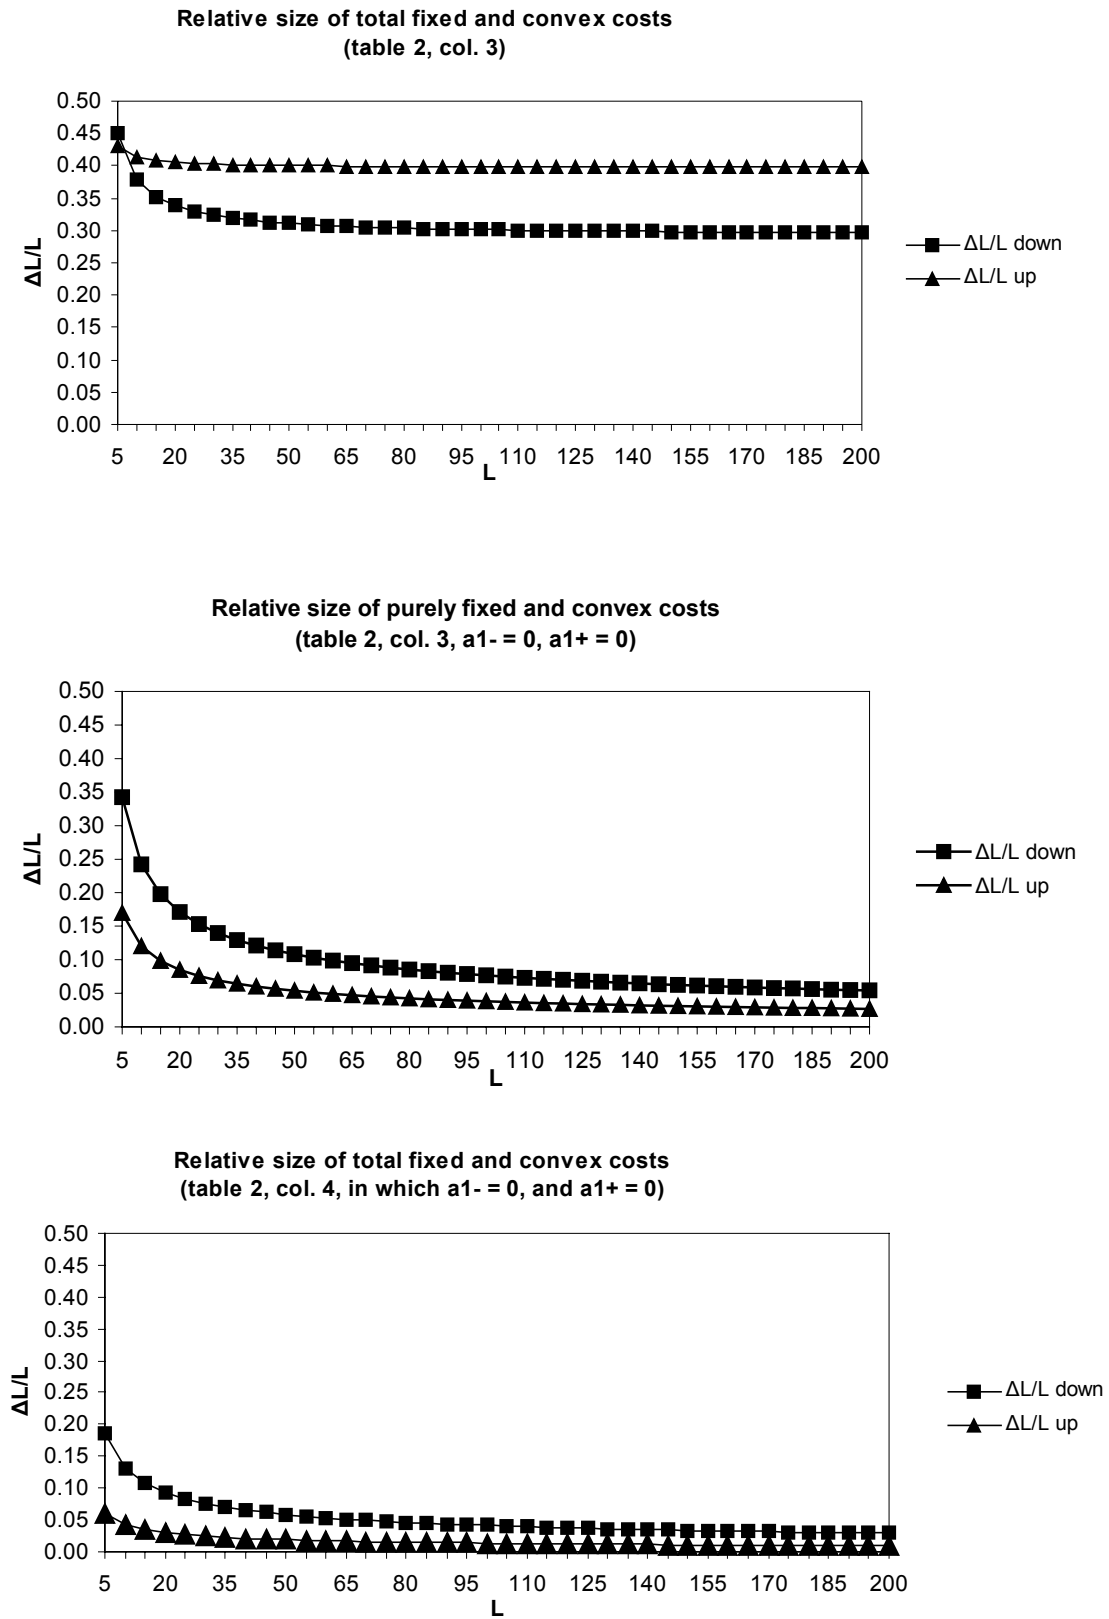 Relative size of total fixed and convex costs
(table 2, col. 3)
0.50
0.45
0.40
0.35
0.30
0.25
0.20
0.15
0.10
0.05
0.00
ΔL/L
5 20 35 50 65 80 95 110 125 140 155 170 185 200
L
ΔL/L down
ΔL/L up
Relative size of purely fixed and convex costs
(table 2, col. 3, a1- = 0, a1+ = 0)
0.50
0.45
0.40
0.35
0.30
0.25
0.20
0.15
0.10
0.05
0.00
ΔL/L
5 20 35 50 65 80 95 110 125 140 155 170 185 200
L
ΔL/L down
ΔL/L up
Relative size of total fixed and convex costs
(table 2, col. 4, in which a1- = 0, and a1+ = 0)
0.50
0.45
0.40
0.35
0.30
0.25
0.20
0.15
0.10
0.05
0.00
ΔL/L
5 20 35 50 65 80 95 110 125 140 155 170 185 200
L
ΔL/L down
ΔL/L up